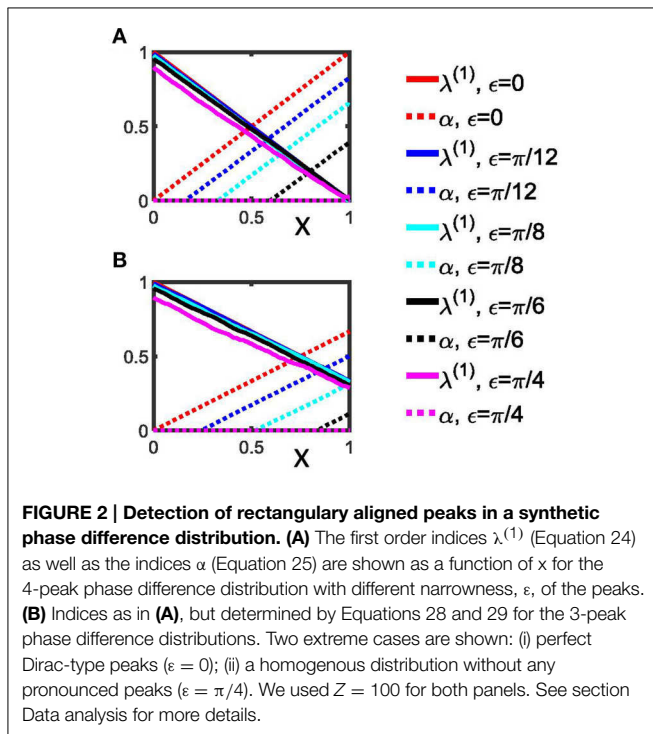 A
1
0.5
0
0
0.5
1
X
B
1
0.5
0
0
0.5
1
X
λ(1), ϵ=0
α, ϵ=0
λ(1), ϵ=π/12
α, ϵ=π/12
λ(1), ϵ=π/8
α, ϵ=π/8
λ(1), ϵ=π/6
α, ϵ=π/6
λ(1), ϵ=π/4
α, ϵ=π/4
FIGURE 2 | Detection of rectangulary aligned peaks in a synthetic
phase difference distribution. (A) The first order indices λ(1) (Equation 24)
as well as the indices α (Equation 25) are shown as a function of x for the
4-peak phase difference distribution with different narrowness, ε, of the peaks.
(B) Indices as in (A), but determined by Equations 28 and 29 for the 3-peak
phase difference distributions. Two extreme cases are shown: (i) perfect
Dirac-type peaks (ε = 0); (ii) a homogenous distribution without any
pronounced peaks (ε = π/4). We used Z = 100 for both panels. See section
Data analysis for more details.